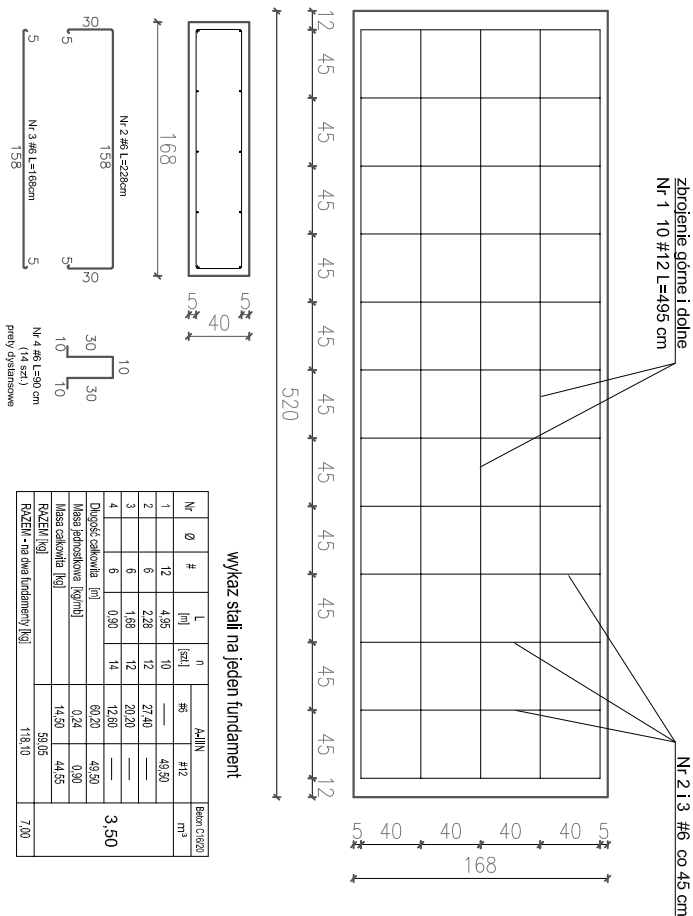 zbrojenie górne i dolne
Nr 1 10 #12 L=495 cm
Nr 2 i 3 #6 co 45 cm
12 45 45 45 45 45 45 45 45 45 45 45 12
520
5 40 40 40 40 5
168
168
5 5
40
Nr 2 #6 L=228cm
158
30 30
5 5
Nr 3 #6 L=168cm
158
5 5
Nr 4 #6 L=90 cm
(14 szt.)
pręty dystansowe
10
30 30
10 10
wykaz stali na jeden fundament
Nr Ø # L [m] n [szt.] A-IIIN #6 #12 Beton C16/20 m³
1 12 4,95 10 — 49,50
2 6 2,28 12 27,40 —
3 6 1,68 12 20,20 —
4 6 0,90 14 12,60 —
Długość całkowita [m] 60,20 49,50
Masa jednostkowa [kg/mb] 0,24 0,90
Masa całkowita [kg] 14,50 44,55
3,50
RAZEM [kg] 59,05
RAZEM - na dwa fundamenty [kg] 118,10 7,00